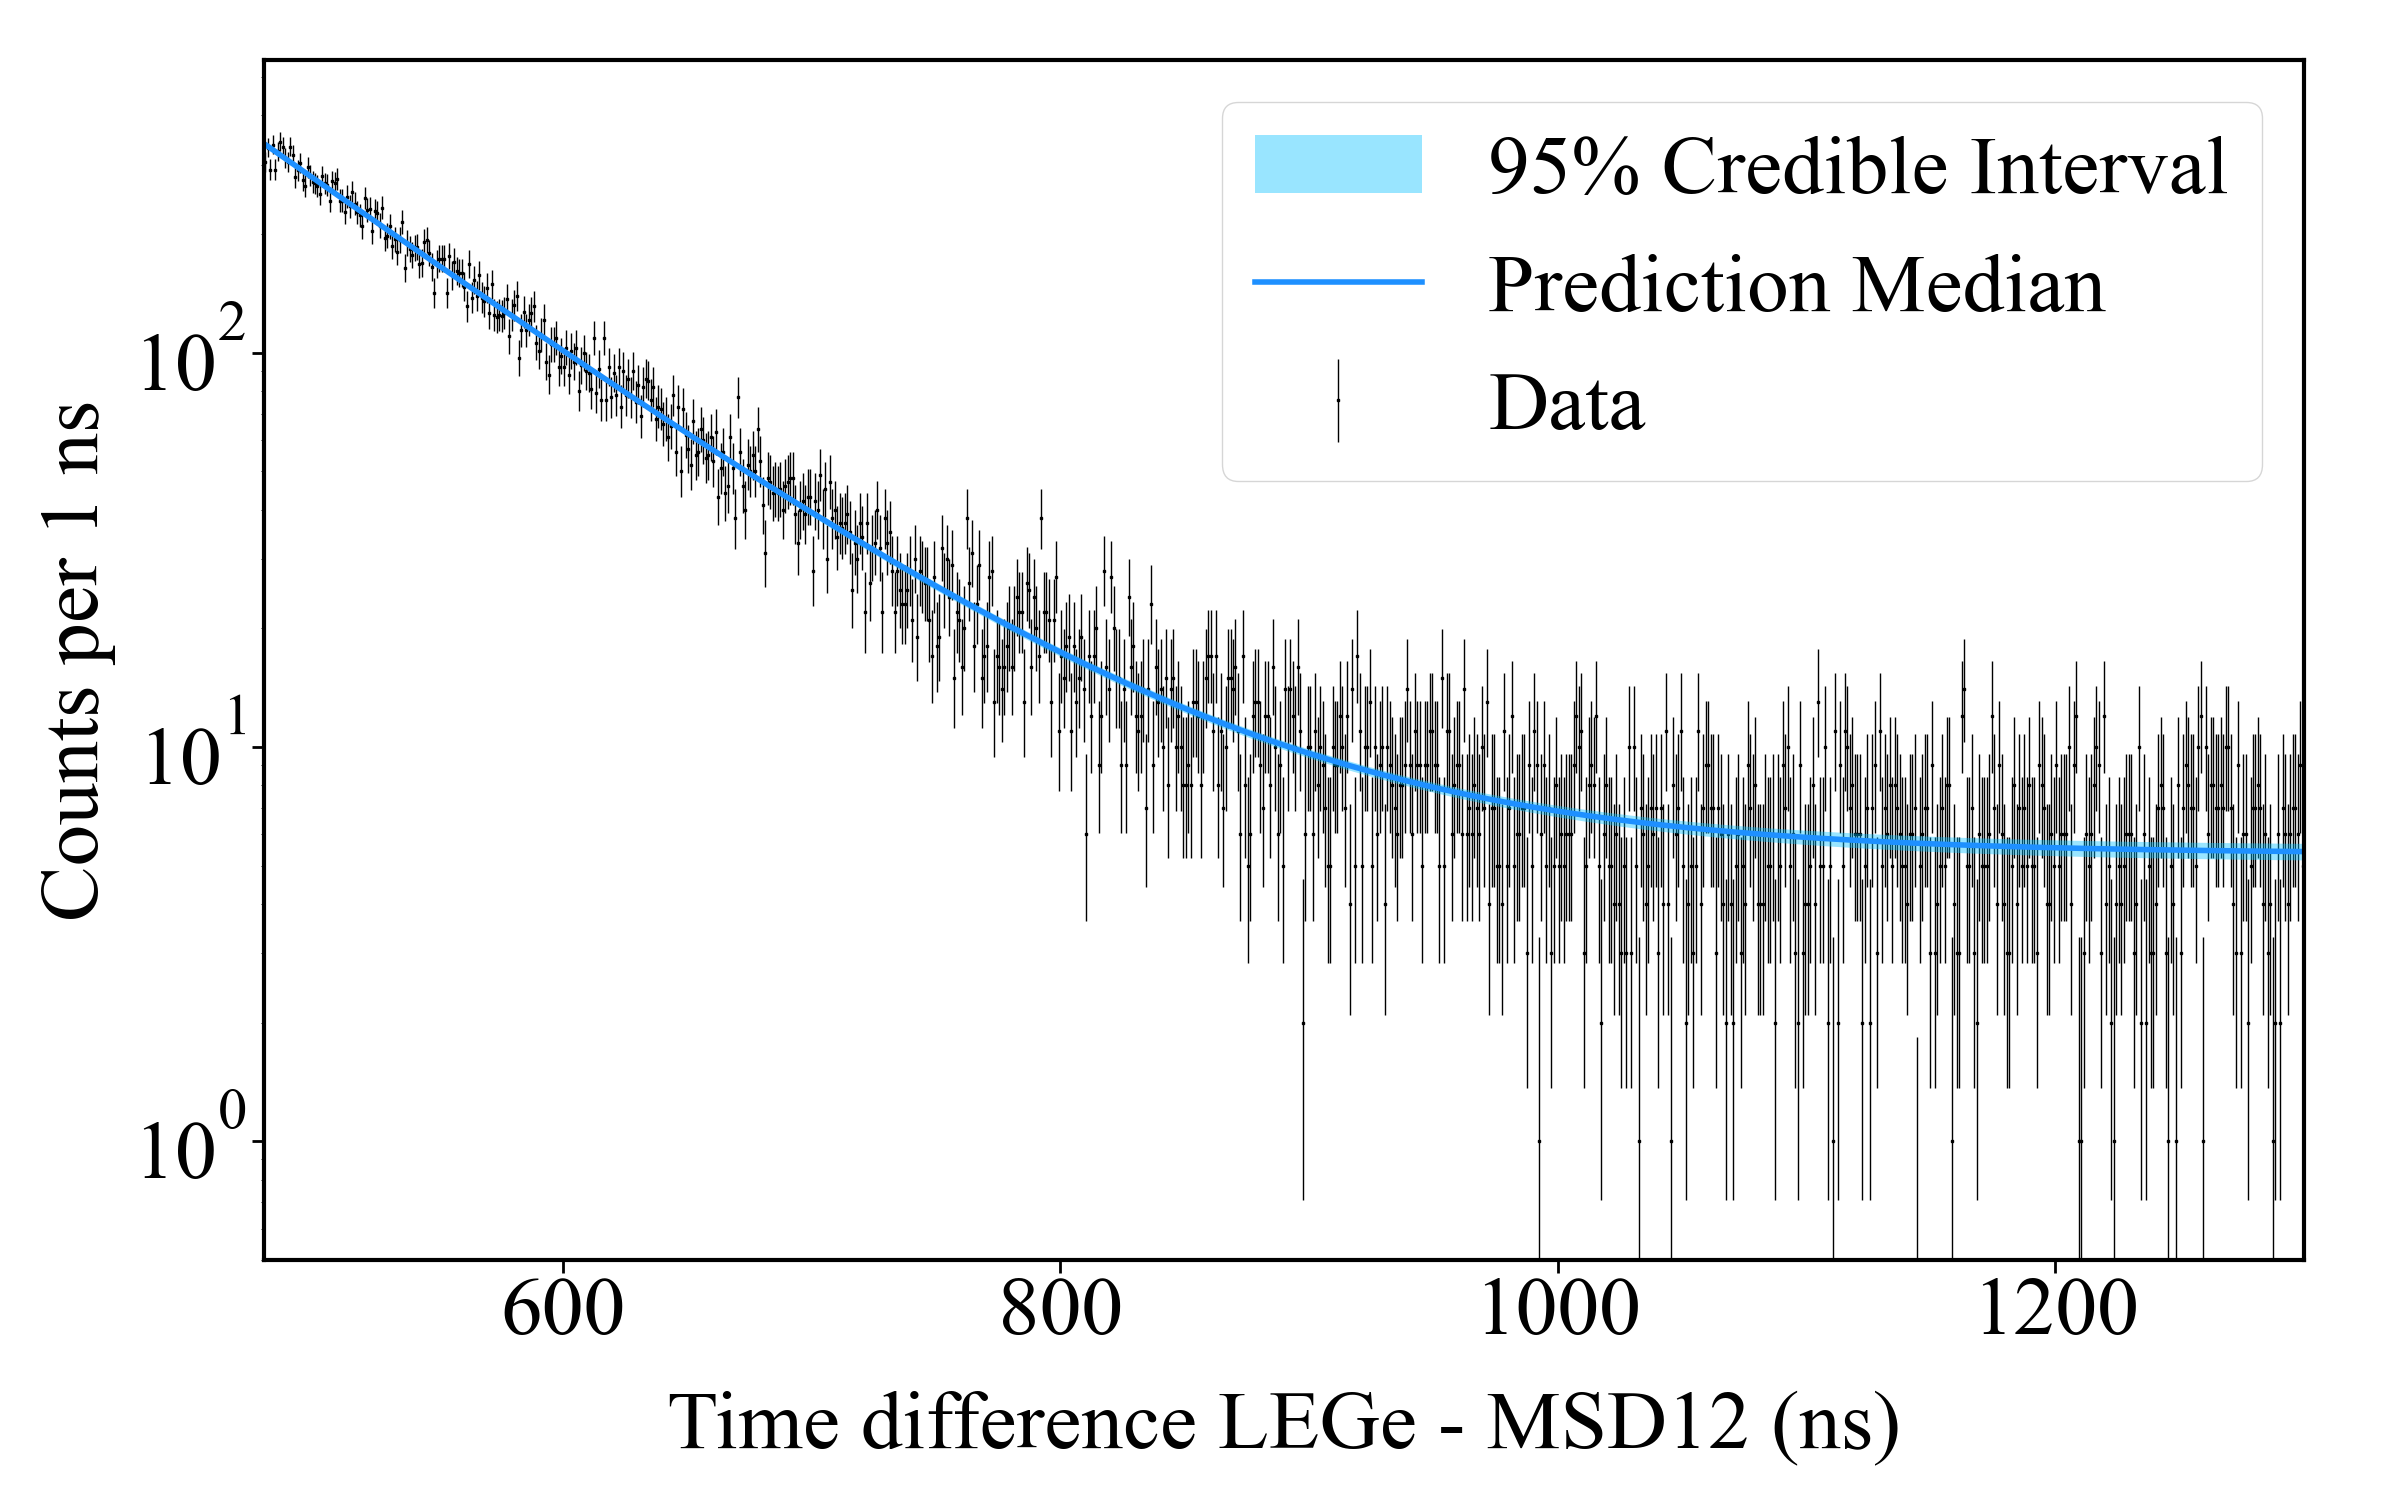 95% Credible Interval
Prediction Median
Data
Counts per 1 ns
10^2
10^1
10^0
600 800 1000 1200
Time difference LEGe - MSD12 (ns)